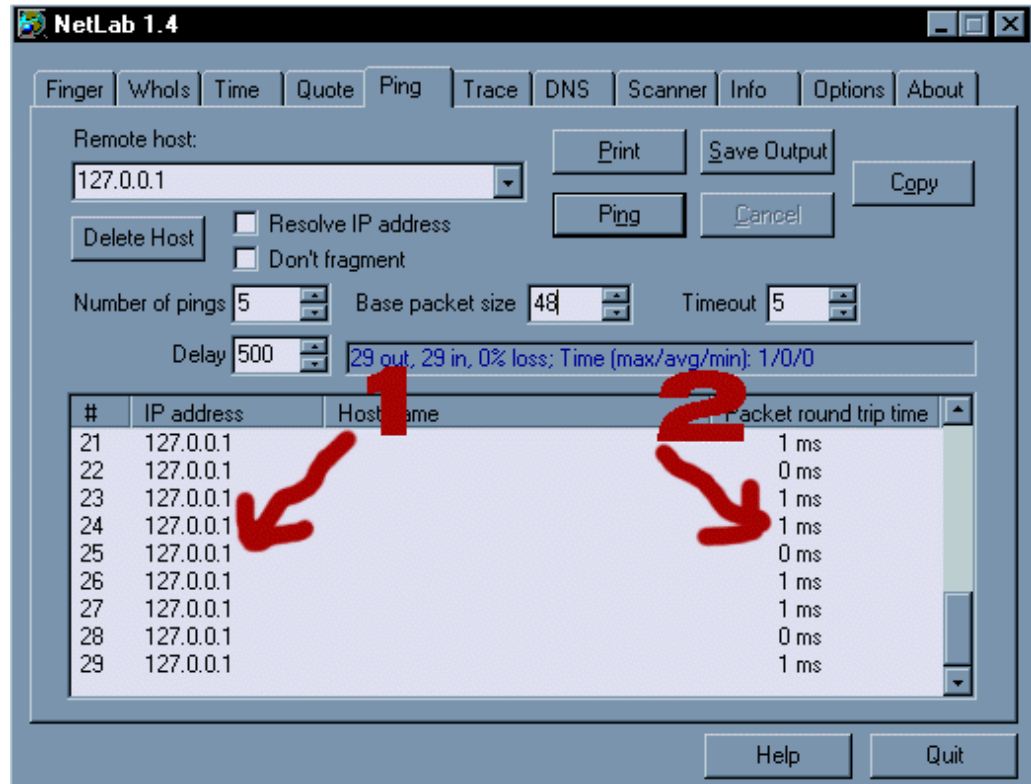 NetLab 1.4
Finger WhoIs Time Quote Ping Trace DNS Scanner Info Options About
Remote host:
127.0.0.1
Print Save Output Copy
Ping Cancel
Delete Host
Resolve IP address
Don't fragment
Number of pings 5 Base packet size 48 Timeout 5
Delay 500 29 out, 29 in, 0% loss; Time (max/avg/min): 1/0/0
1 2
# IP address Host name Packet round trip time
21 127.0.0.1 1 ms
22 127.0.0.1 0 ms
23 127.0.0.1 1 ms
24 127.0.0.1 1 ms
25 127.0.0.1 0 ms
26 127.0.0.1 1 ms
27 127.0.0.1 1 ms
28 127.0.0.1 0 ms
29 127.0.0.1 1 ms
Help Quit